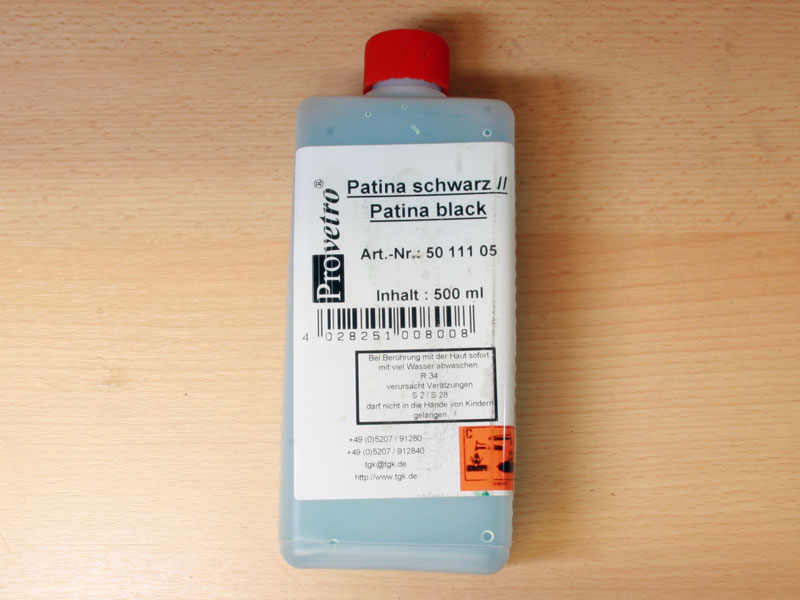 Provetro®
Patina schwarz //
Patina black
Art.-Nr.: 50 111 05
Inhalt : 500 ml
4 028251 008008
Bei Berührung mit der Haut sofort
mit viel Wasser abwaschen.
R 34
verursacht Verätzungen
S 2 / S 28
darf nicht in die Hände von Kindern
gelangen
+49 (0)5207 / 91280
+49 (0)5207 / 912840
tgk@tgk.de
http://www.tgk.de
C